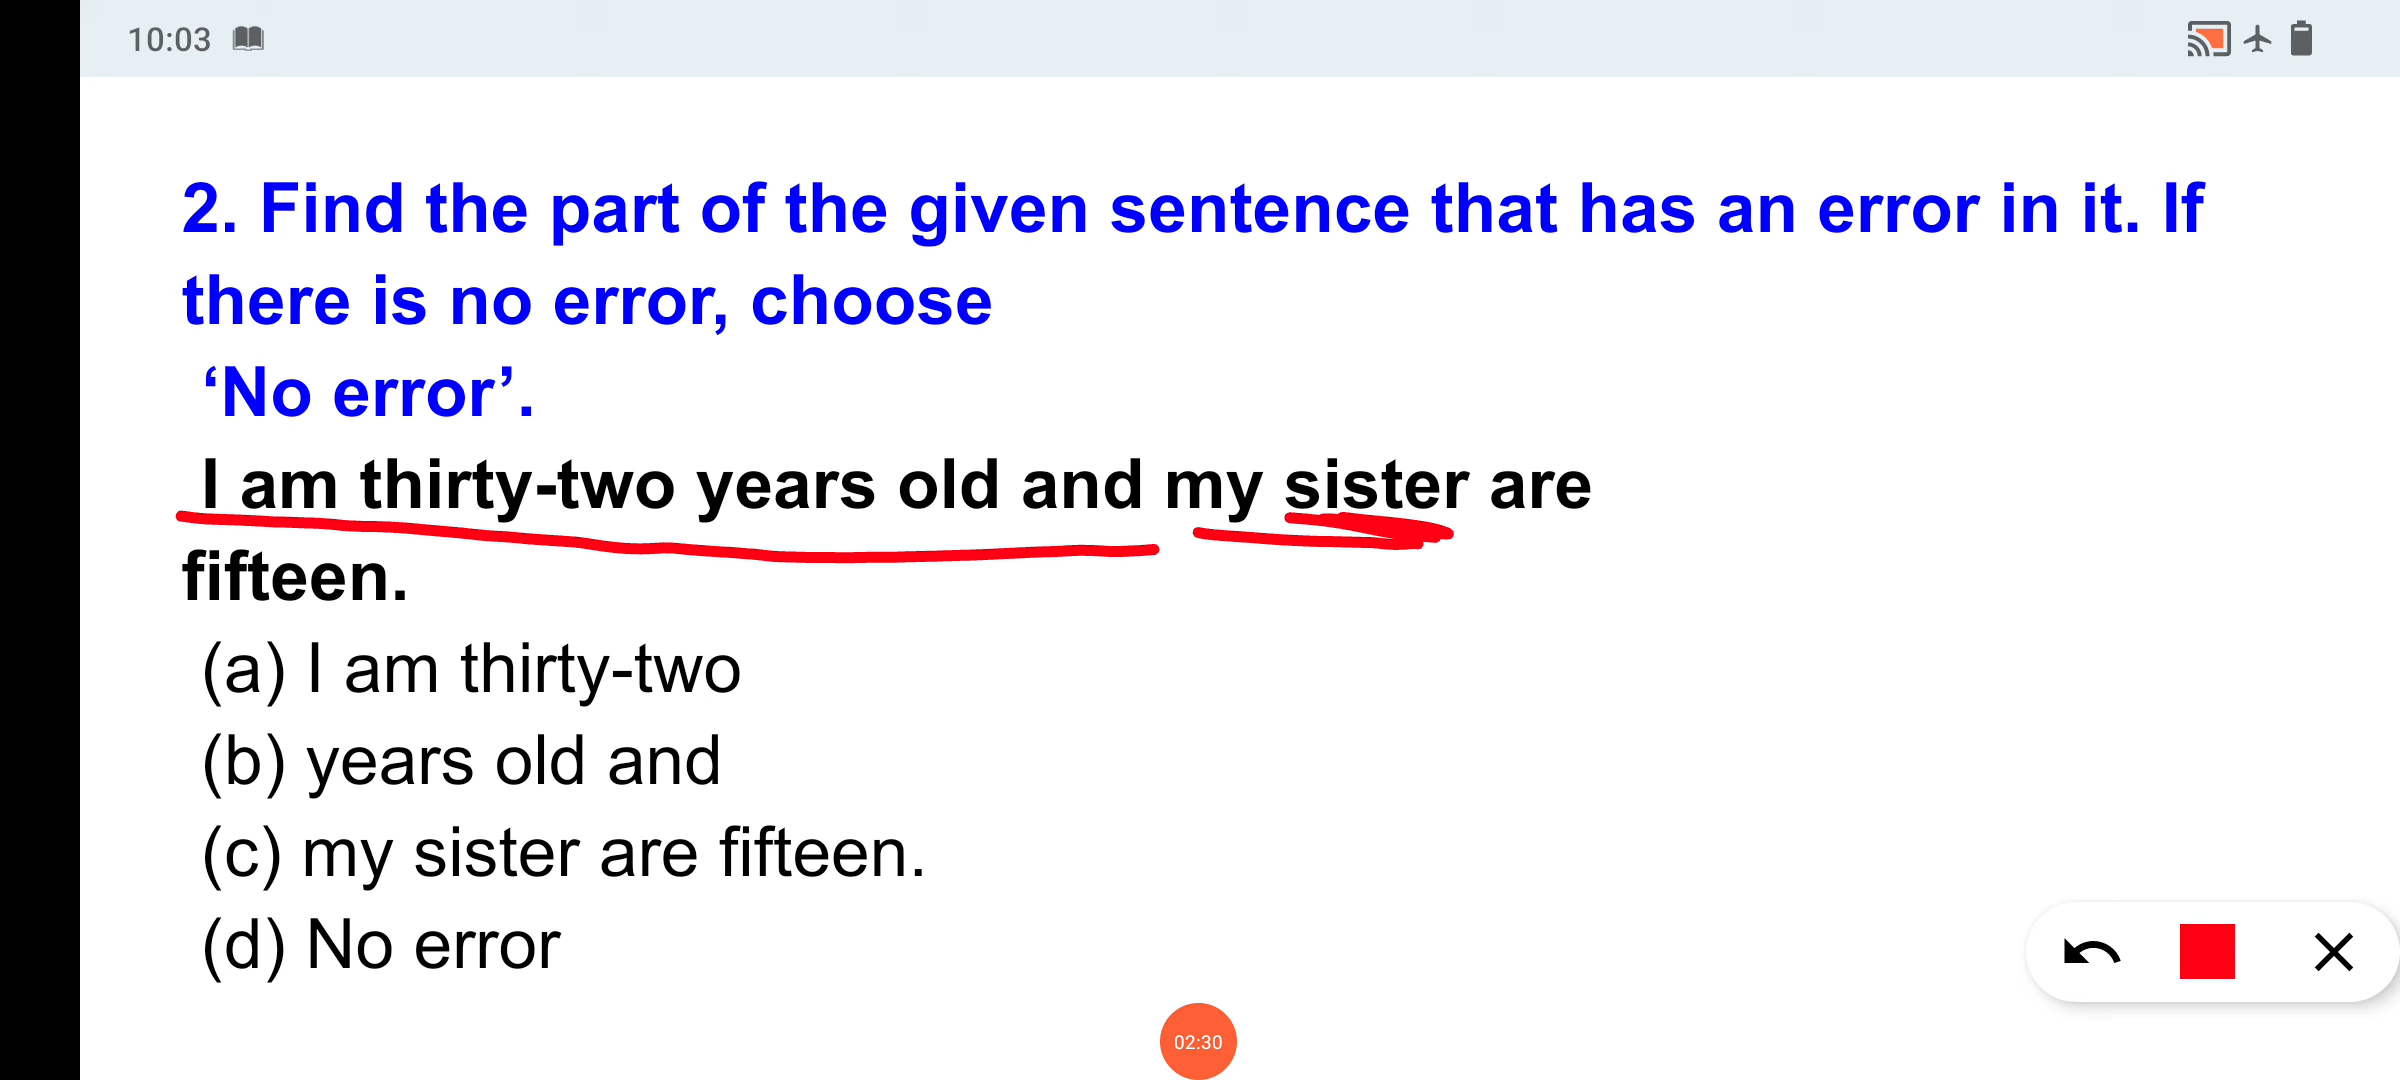 10:03
2. Find the part of the given sentence that has an error in it. If
there is no error, choose
‘No error’.
I am thirty-two years old and my sister are
fifteen.
(a) I am thirty-two
(b) years old and
(c) my sister are fifteen.
(d) No error
02:30